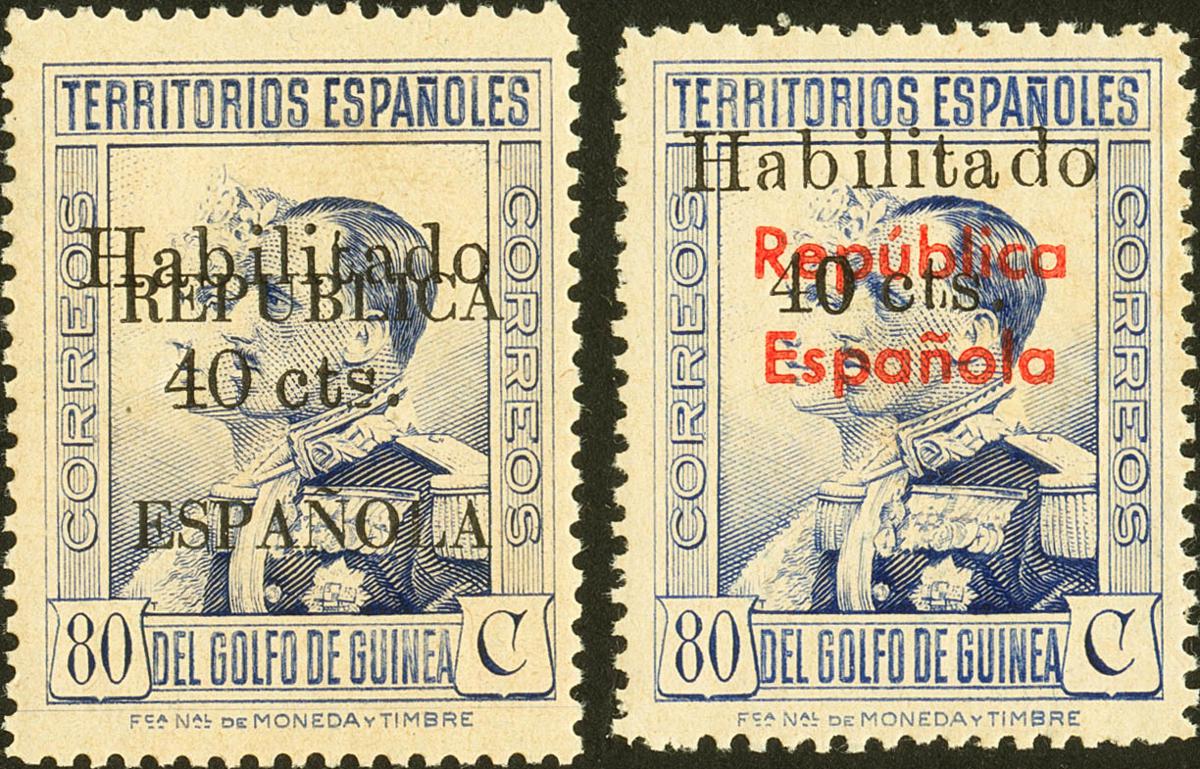 TERRITORIOS ESPAÑOLES
CORREOS
CORREOS
Habilitado
REPUBLICA
40 cts.
ESPAÑOLA
80
DEL GOLFO DE GUINEA
C
FCA NAL DE MONEDA Y TIMBRE
TERRITORIOS ESPAÑOLES
CORREOS
CORREOS
Habilitado
República
40 cts.
Española
80
DEL GOLFO DE GUINEA
C
FCA NAL DE MONEDA Y TIMBRE